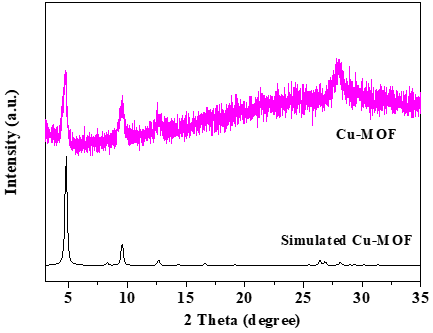 Intensity (a.u.)
Cu-MOF
Simulated Cu-MOF
5 10 15 20 25 30 35
2 Theta (degree)